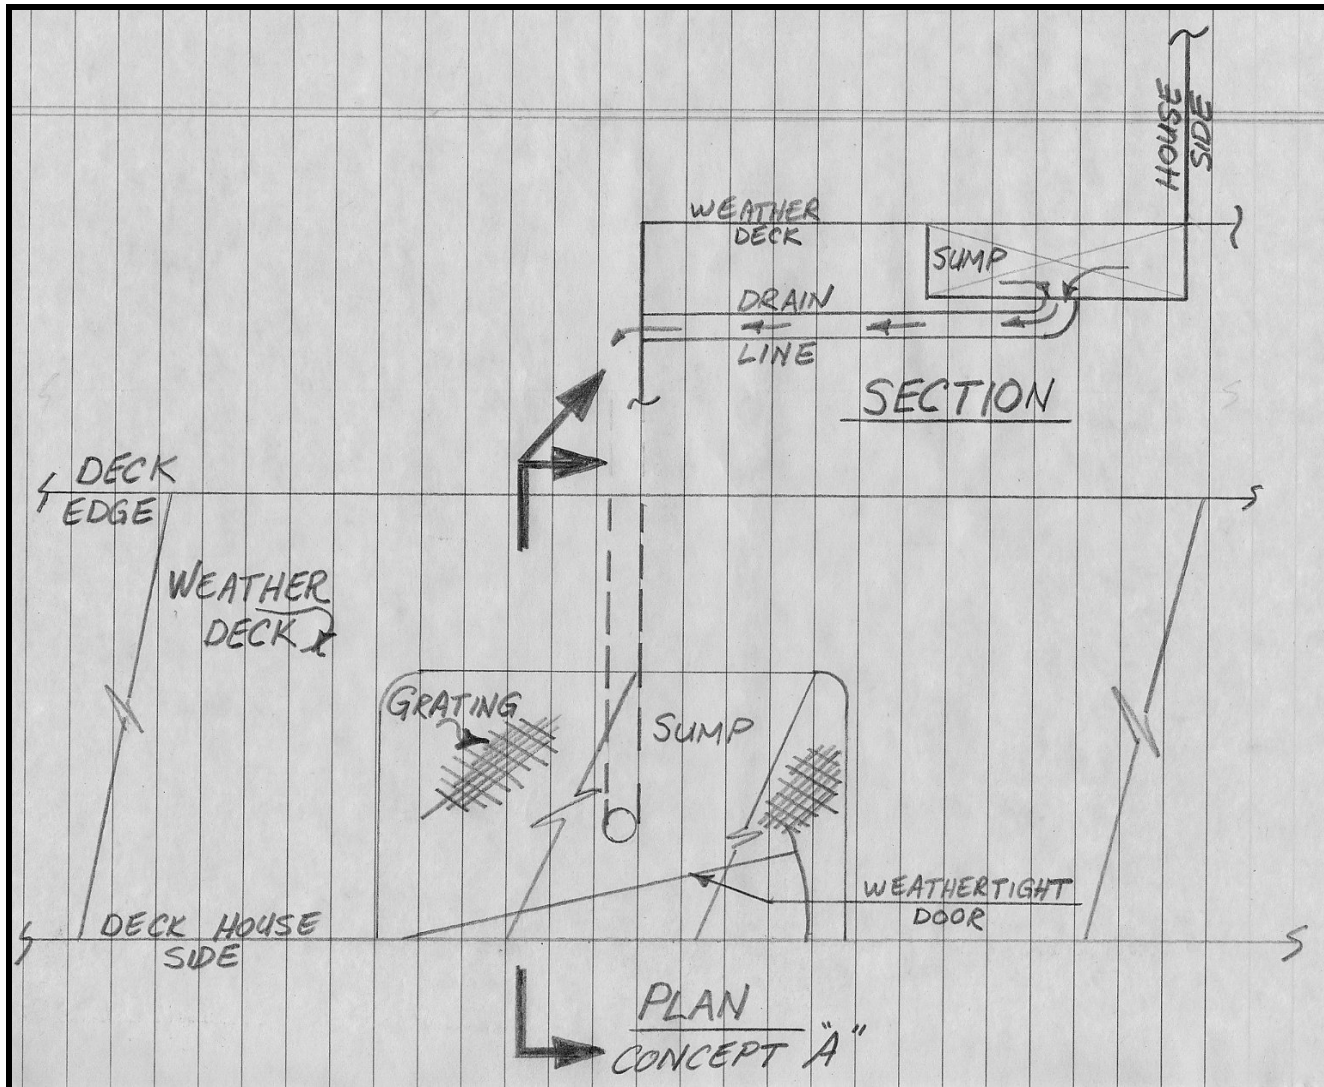 HOUSE
SIDE
WEATHER
DECK
SUMP
DRAIN
LINE
SECTION
DECK
EDGE
WEATHER
DECK
GRATING
SUMP
WEATHERTIGHT
DOOR
DECK HOUSE
SIDE
PLAN
CONCEPT "A"